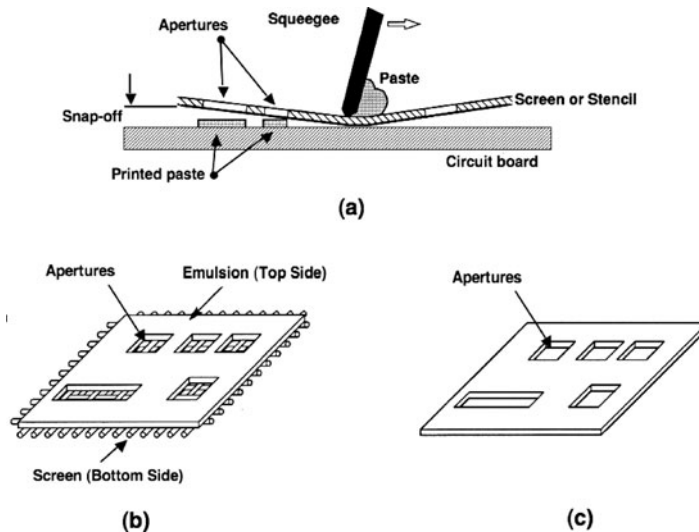 Squeegee
Apertures
Paste
Screen or Stencil
Snap-off
Circuit board
Printed paste
(a)
Apertures
Emulsion (Top Side)
Screen (Bottom Side)
(b)
Apertures
(c)